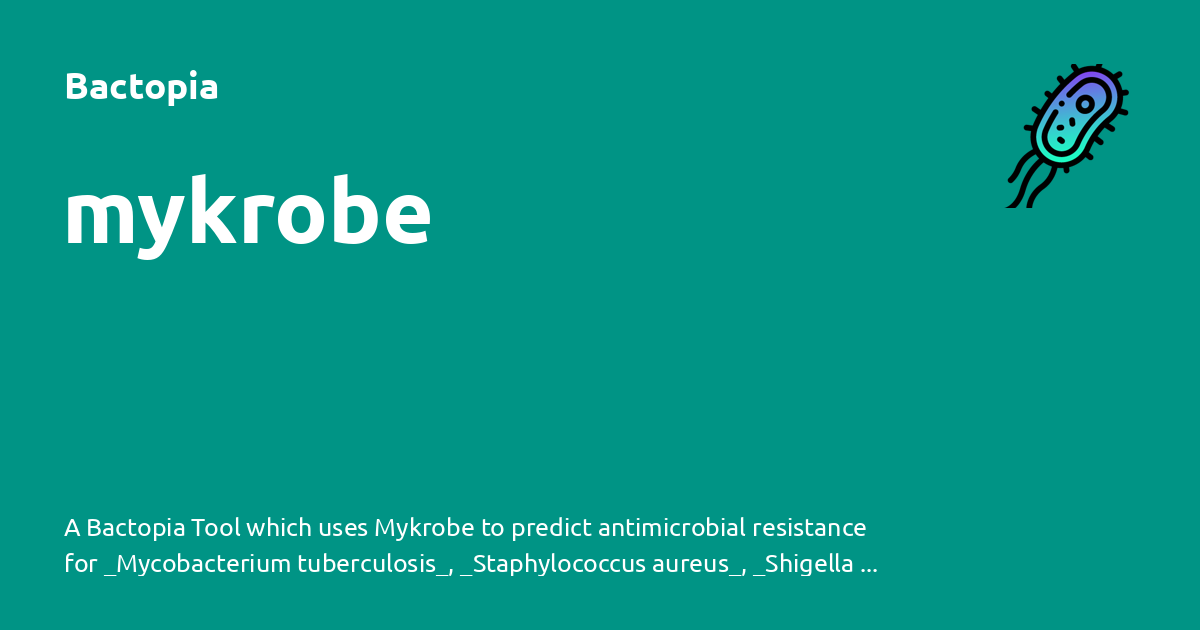 Bactopia
mykrobe
A Bactopia Tool which uses Mykrobe to predict antimicrobial resistance
for _Mycobacterium tuberculosis_, _Staphylococcus aureus_, _Shigella ...